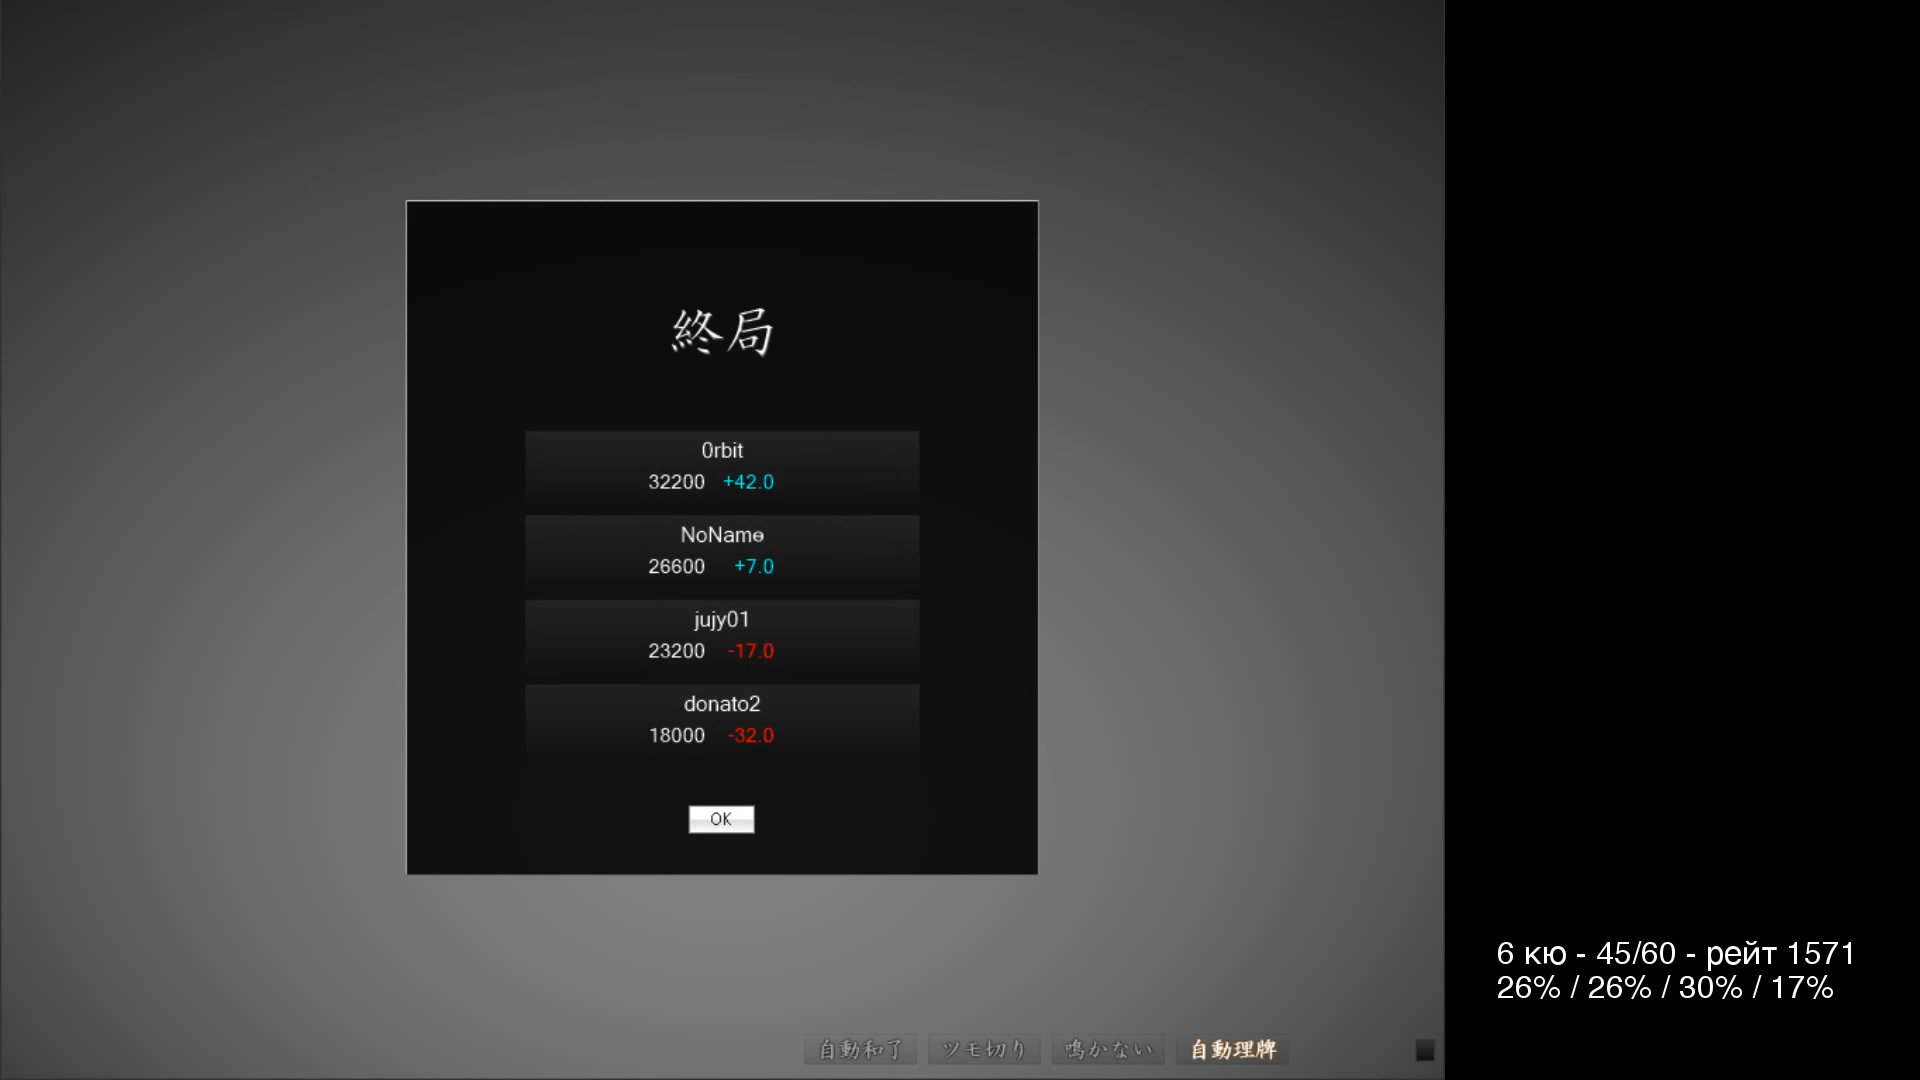 終局
0rbit
32200 +42.0
NoName
26600 +7.0
jujy01
23200 -17.0
donato2
18000 -32.0
OK
6 кю - 45/60 - рейт 1571
26% / 26% / 30% / 17%
自動和了 ツモ切り 鳴かない 自動理牌